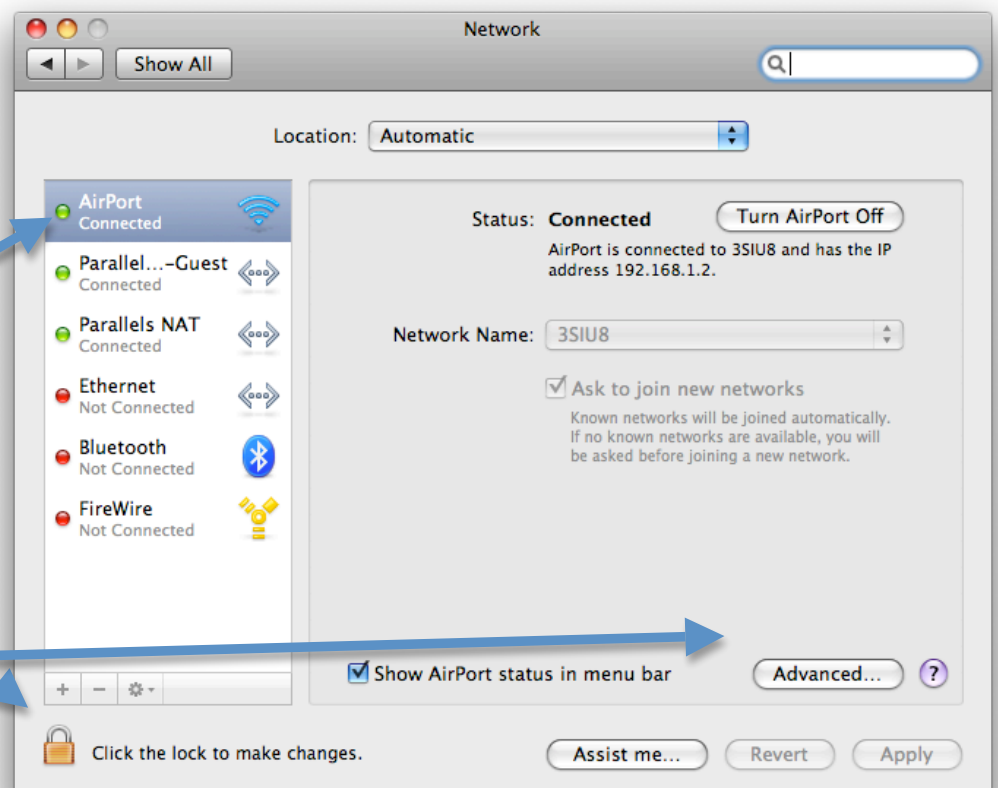 Network
Show All
Location: Automatic
AirPort
Connected
Parallel...-Guest
Connected
Parallels NAT
Connected
Ethernet
Not Connected
Bluetooth
Not Connected
FireWire
Not Connected
Status: Connected
Turn AirPort Off
AirPort is connected to 3SIU8 and has the IP
address 192.168.1.2.
Network Name: 3SIU8
Ask to join new networks
Known networks will be joined automatically.
If no known networks are available, you will
be asked before joining a new network.
Show AirPort status in menu bar
Advanced...
?
Click the lock to make changes.
Assist me...
Revert
Apply